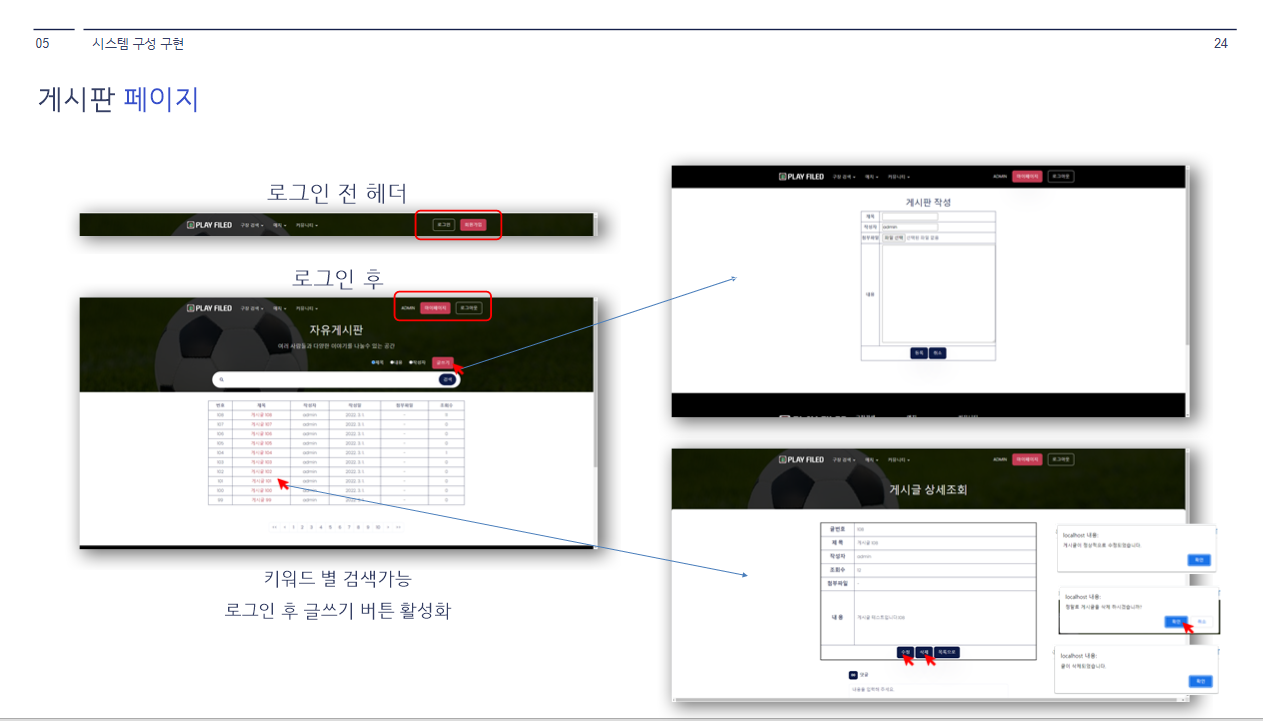 05 시스템 구성 구현 24
게시판 페이지
로그인 전 헤더
PLAY FILED 구장 검색 매치 커뮤니티 로그인 회원가입
로그인 후
PLAY FILED 구장 검색 매치 커뮤니티 ADMIN 마이페이지 로그아웃
자유게시판
여러 사람들과 다양한 이야기를 나눌수 있는 공간
제목 내용 작성자 글쓰기
검색
번호 제목 작성자 작성일 첨부파일 조회수
108 게시글 108 admin 2022. 3. 1. - 0
107 게시글 107 admin 2022. 3. 1. - 0
106 게시글 106 admin 2022. 3. 1. - 0
105 게시글 105 admin 2022. 3. 1. - 0
104 게시글 104 admin 2022. 3. 1. - 1
103 게시글 103 admin 2022. 3. 1. - 0
102 게시글 102 admin 2022. 3. 1. - 0
101 게시글 101 admin 2022. 3. 1. - 0
100 게시글 100 admin 2022. 3. 1. - 0
99 게시글 99 admin 2022. 3. 1. - 0
<< < 1 2 3 4 5 6 7 8 9 10 > >>
키워드 별 검색가능
로그인 후 글쓰기 버튼 활성화
PLAY FILED 구장 검색 매치 커뮤니티 ADMIN 마이페이지 로그아웃
게시판 작성
제목
작성자 admin
첨부파일 파일 선택 선택된 파일 없음
내용
등록 취소
PLAY FILED 구장 검색 매치 커뮤니티 ADMIN 마이페이지 로그아웃
게시글 상세조회
글번호 108
제 목 게시글 108
작성자 admin
조회수 12
첨부파일 -
내 용 게시글 테스트입니다108
수정 삭제 목록으로
댓글
내용을 입력해 주세요.
localhost 내용:
게시글이 정상적으로 수정되었습니다.
확인
localhost 내용:
정말로 게시글을 삭제 하시겠습니까?
확인 취소
localhost 내용:
글이 삭제되었습니다.
확인